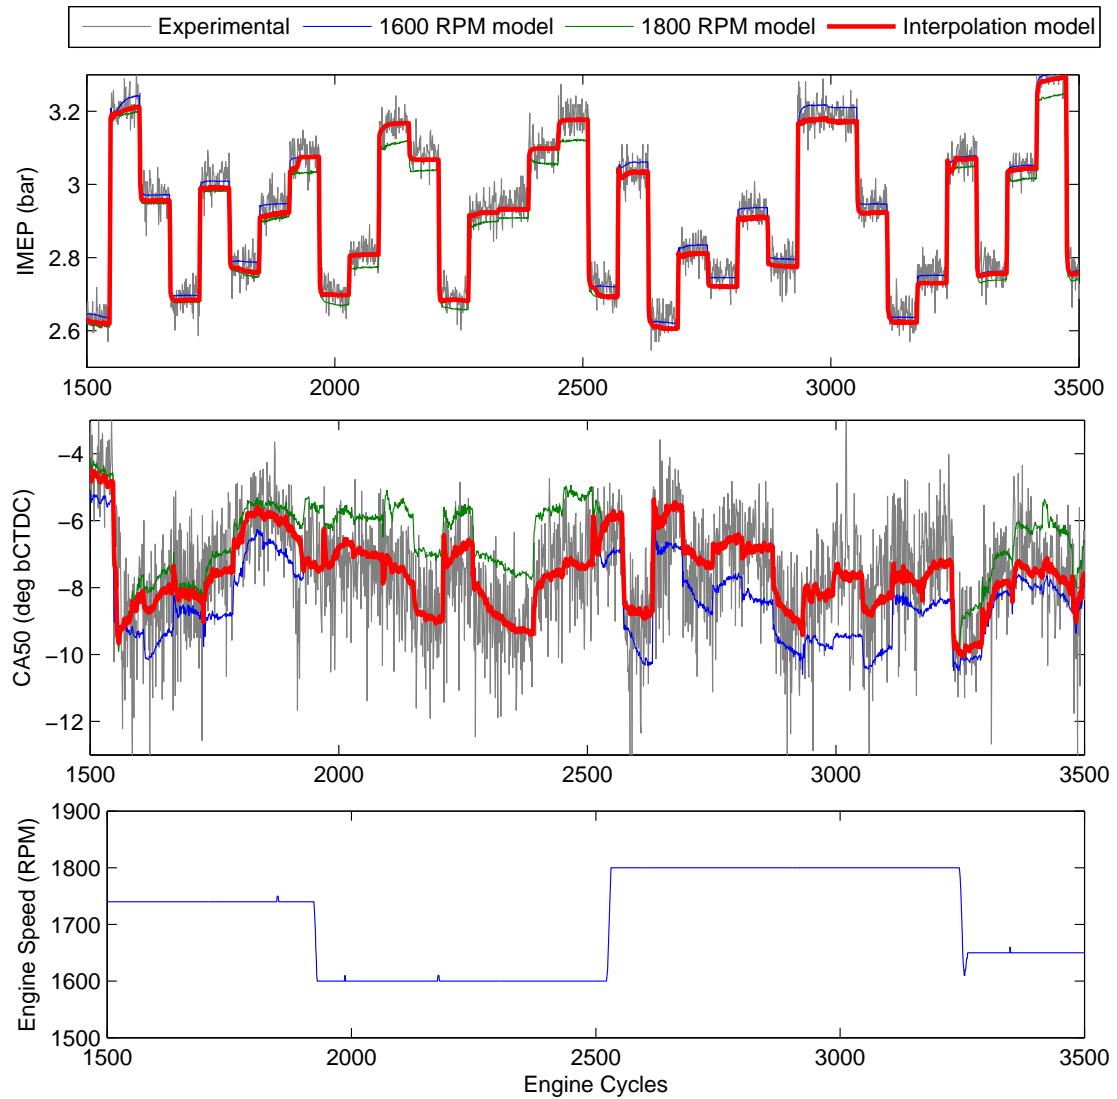 Experimental 1600 RPM model 1800 RPM model Interpolation model
IMEP (bar)
3.2
3
2.8
2.6
1500 2000 2500 3000 3500
CA50 (deg bCTDC)
−4
−6
−8
−10
−12
1500 2000 2500 3000 3500
Engine Speed (RPM)
1900
1800
1700
1600
1500
1500 2000 2500 3000 3500
Engine Cycles